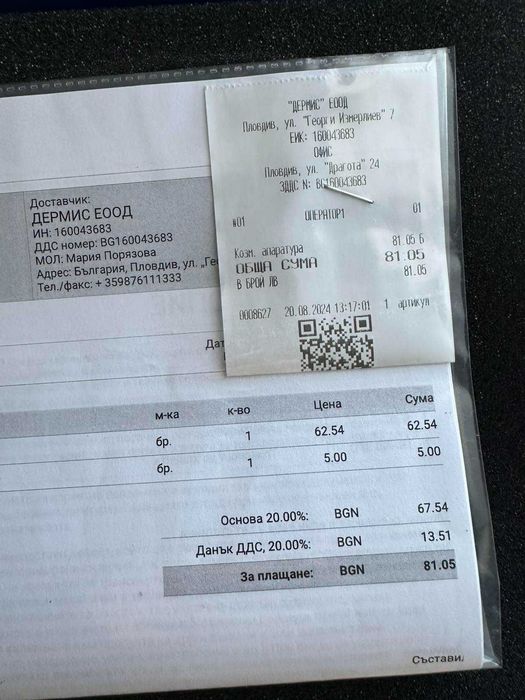 "ДЕРМИС" ЕООД
Пловдив, ул. "Георги Измерлиев" 7
ЕИК: 160043683
ОФИС
Пловдив, ул. "Драгота" 24
ЗДДС N: BG160043683
#01 ОПЕРАТОР1 01
Козм. апаратура 81.05 Б
ОБЩА СУМА 81.05
В БРОЙ ЛВ 81.05
0008627 20.08.2024 13:17:01 1 артикул
Доставчик:
ДЕРМИС ЕООД
ИН: 160043683
ДДС номер: BG160043683
МОЛ: Мария Порязова
Адрес: България, Пловдив, ул. „Ге
Тел./факс: + 359876111333
Дат
м-ка к-во Цена Сума
бр. 1 62.54 62.54
бр. 1 5.00 5.00
Основа 20.00%: BGN 67.54
Данък ДДС, 20.00%: BGN 13.51
За плащане: BGN 81.05
Съставил